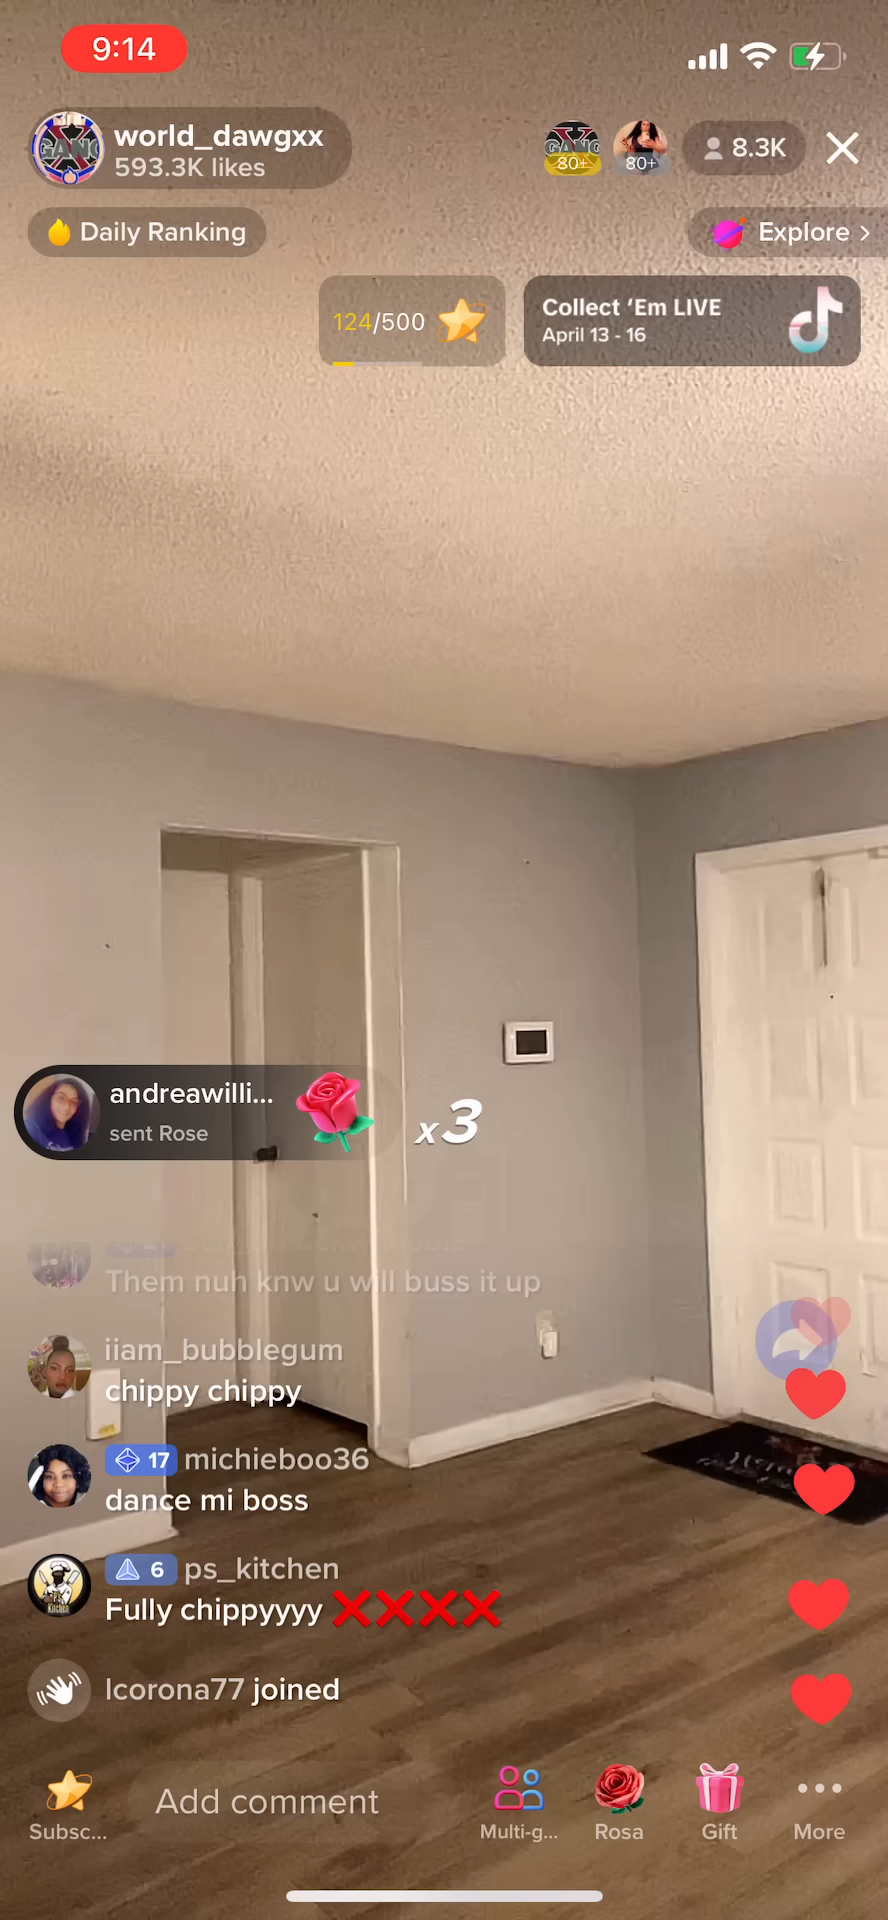 9:14
world_dawgxx
593.3K likes
GANG
GANG
80+
80+
8.3K
Daily Ranking
Explore >
124/500
Collect ‘Em LIVE
April 13 - 16
andreawilli...
sent Rose
x3
Them nuh knw u will buss it up
iiam_bubblegum
chippy chippy
17 michieboo36
dance mi boss
6 ps_kitchen
Fully chippyyyy ❌❌❌❌
lcorona77 joined
Add comment
Subsc...
Multi-g...
Rosa
Gift
More